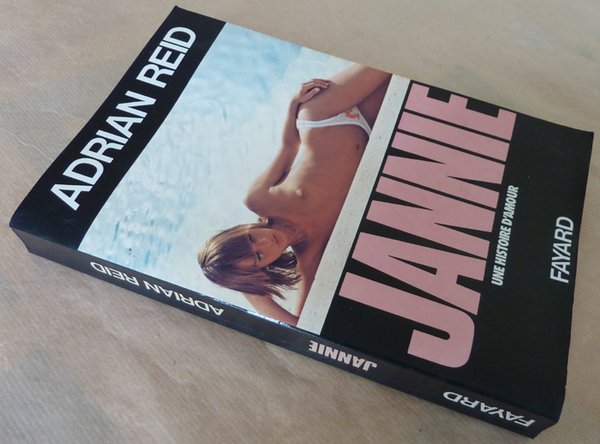 ADRIAN REID
JANNIE
UNE HISTOIRE D'AMOUR
FAYARD
ADRIAN REID
JANNIE
FAYARD